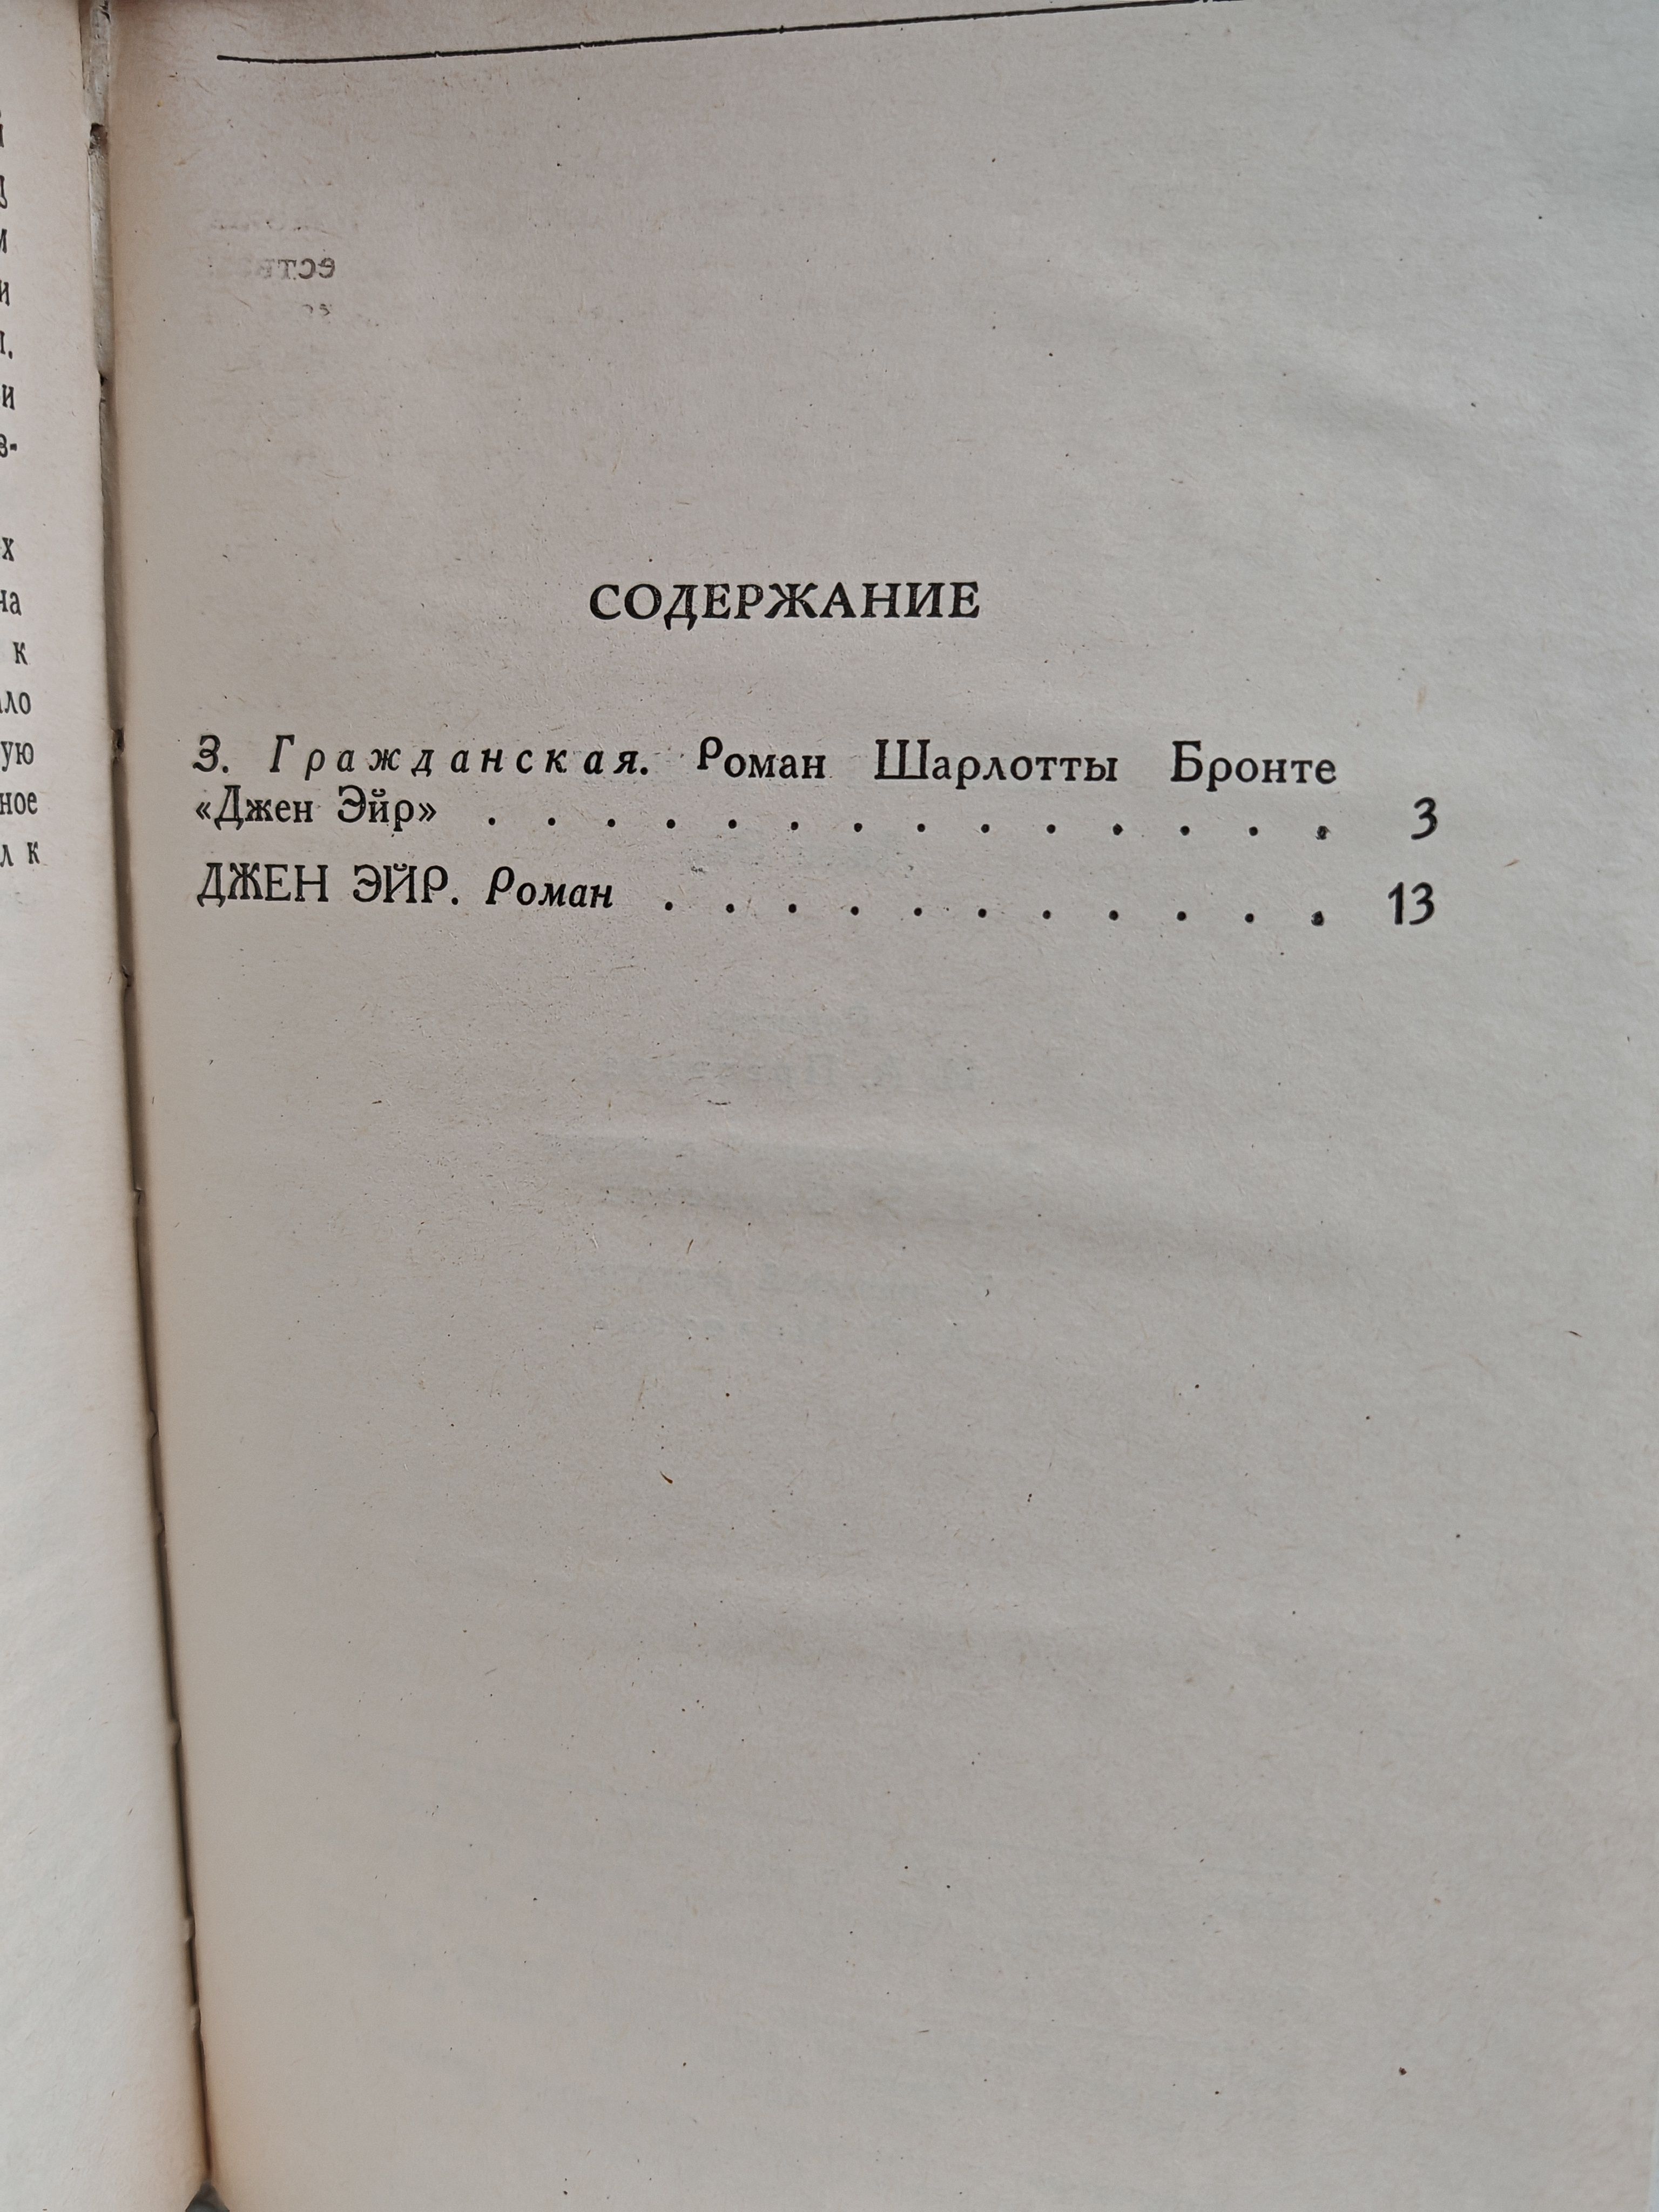 СОДЕРЖАНИЕ
З. Гражданская. Роман Шарлотты Бронте
«Джен Эйр» . . . . . . . . . . . . . . 3
ДЖЕН ЭЙР. Роман . . . . . . . . . . . 13